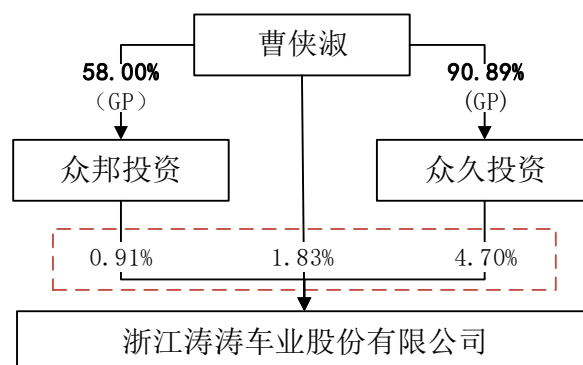 曹侠淑
58.00%
（GP）
90.89%
(GP)
众邦投资
众久投资
0.91%
1.83%
4.70%
浙江涛涛车业股份有限公司